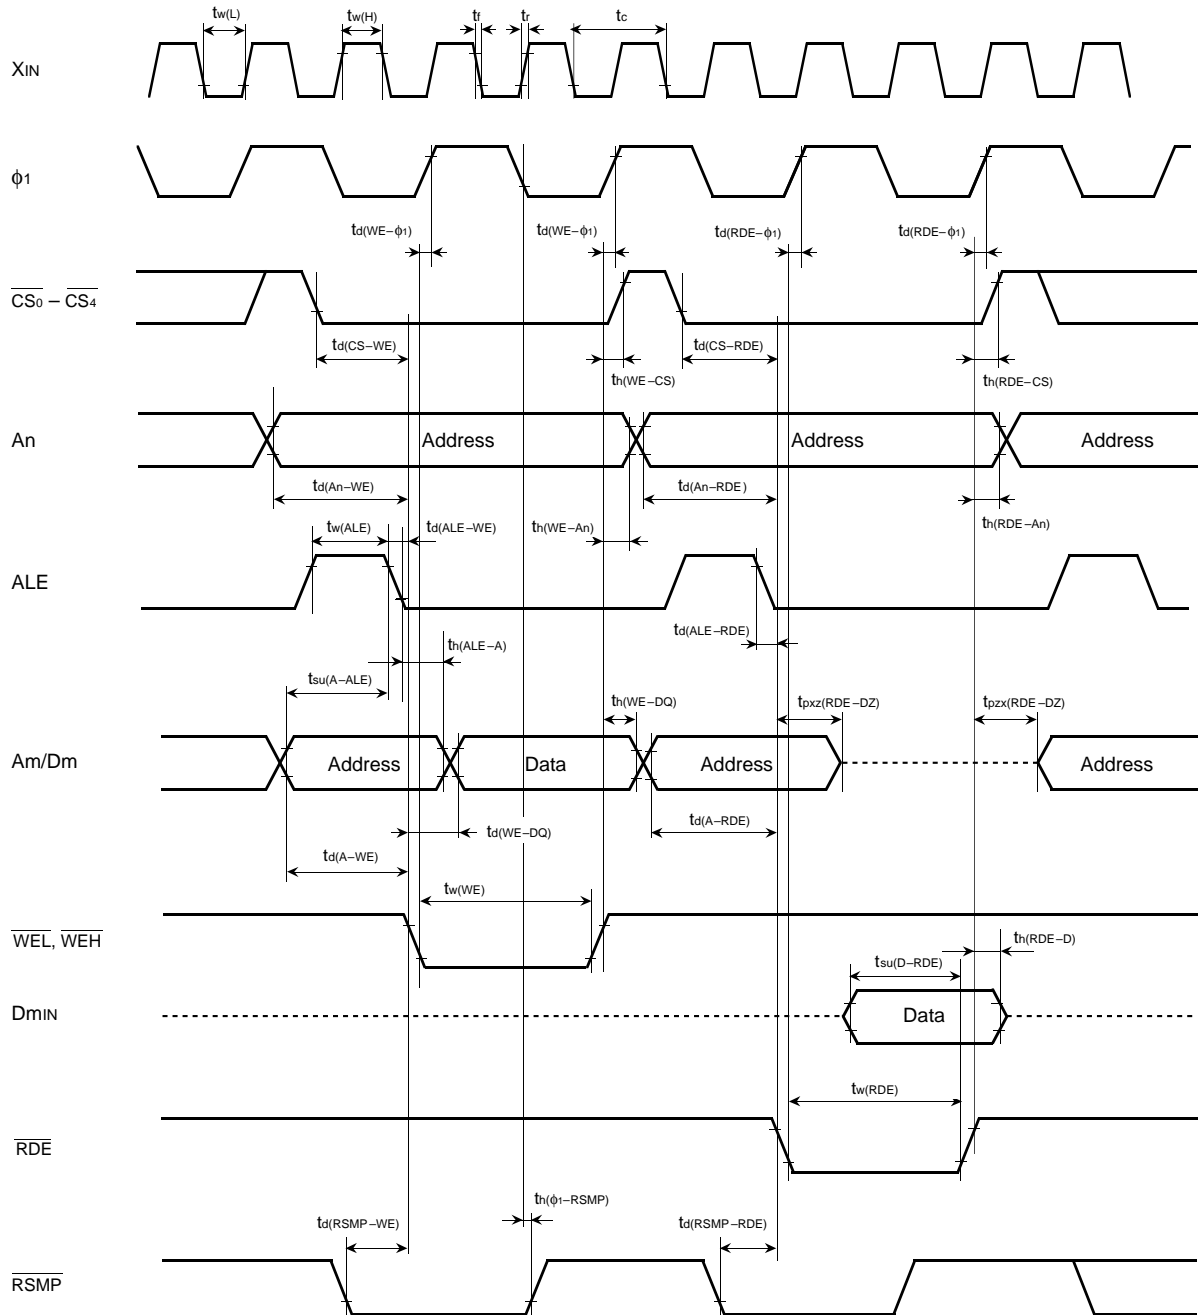 tw(L) tw(H) tf tr tc
XIN
ϕ1
td(WE–ϕ1) td(WE–ϕ1) td(RDE–ϕ1) td(RDE–ϕ1)
CS0 – CS4
td(CS–WE) td(CS–RDE)
th(WE–CS) th(RDE–CS)
An Address Address Address
td(An–WE) td(An–RDE)
tw(ALE) td(ALE–WE) th(WE–An) th(RDE–An)
ALE
td(ALE–RDE)
th(ALE–A)
tsu(A–ALE) th(WE–DQ) tpxz(RDE–DZ) tpzx(RDE–DZ)
Am/Dm Address Data Address Address
td(WE–DQ) td(A–RDE)
td(A–WE)
tw(WE)
WEL, WEH
th(RDE–D)
tsu(D–RDE)
DmIN Data
tw(RDE)
RDE
th(ϕ1–RSMP)
td(RSMP–WE) td(RSMP–RDE)
RSMP